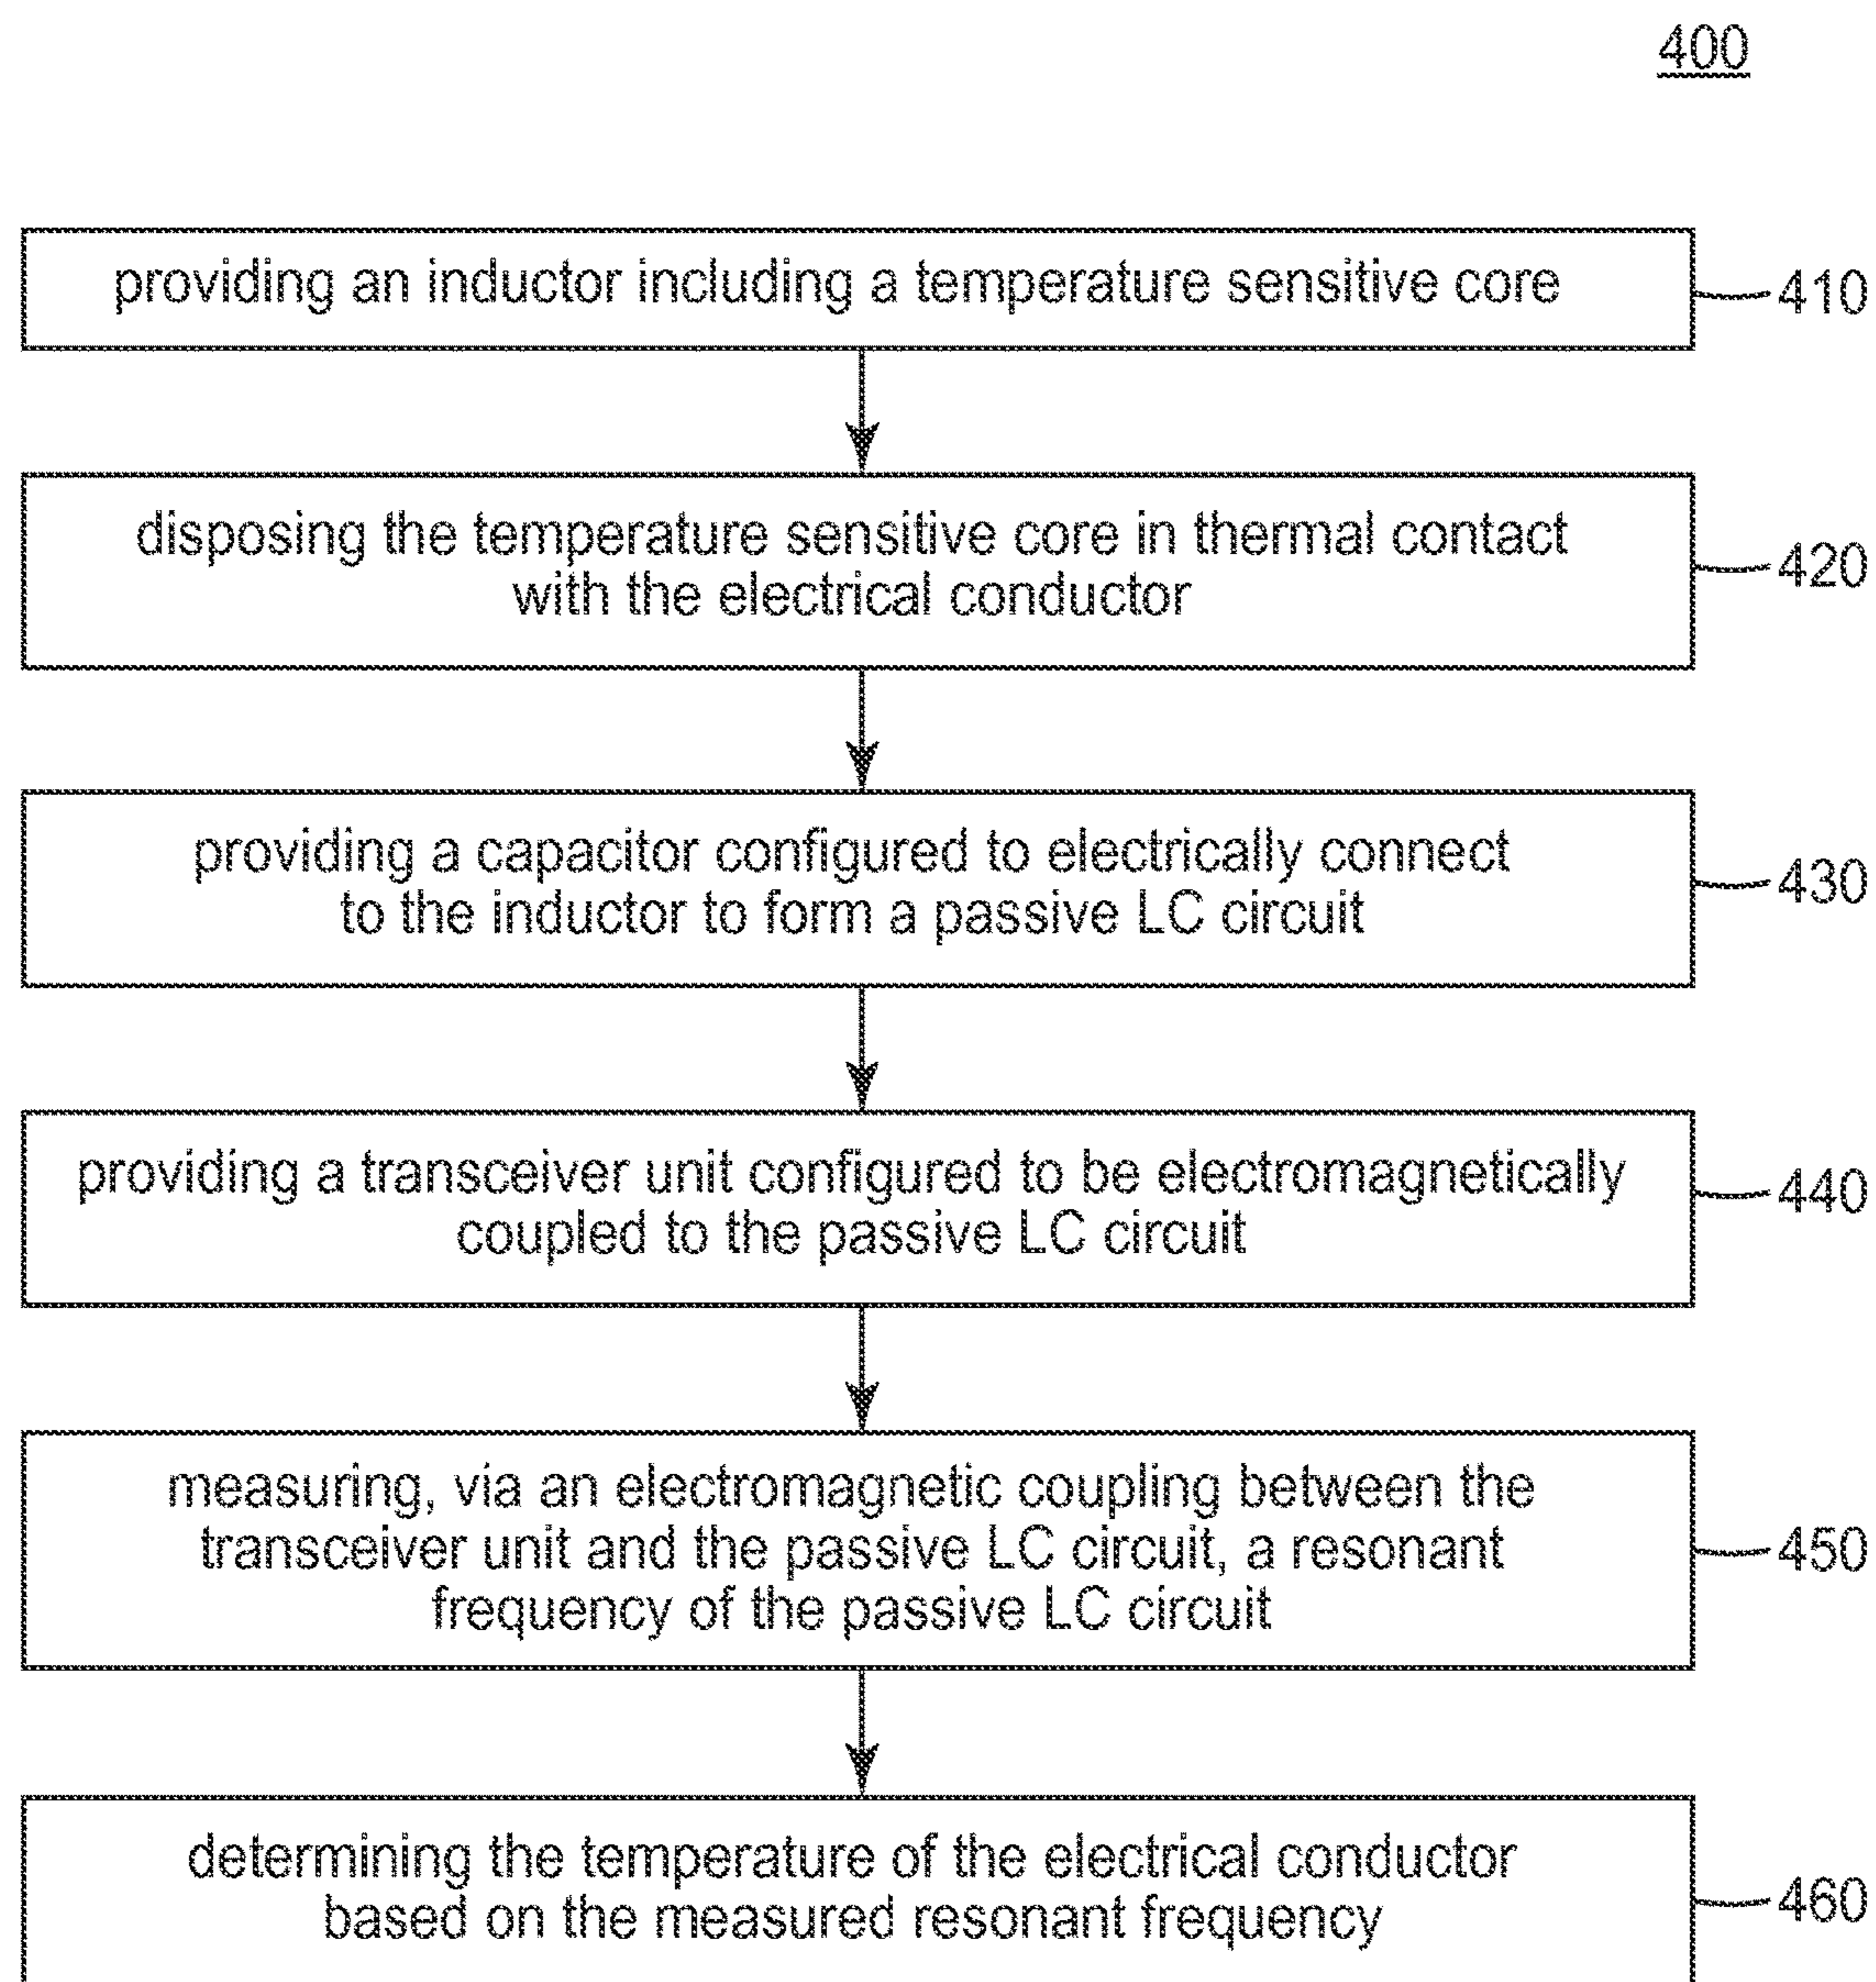 400
providing an inductor including a temperature sensitive core
410
disposing the temperature sensitive core in thermal contact
with the electrical conductor
420
providing a capacitor configured to electrically connect
to the inductor to form a passive LC circuit
430
providing a transceiver unit configured to be electromagnetically
coupled to the passive LC circuit
440
measuring, via an electromagnetic coupling between the
transceiver unit and the passive LC circuit, a resonant
frequency of the passive LC circuit
450
determining the temperature of the electrical conductor
based on the measured resonant frequency
460